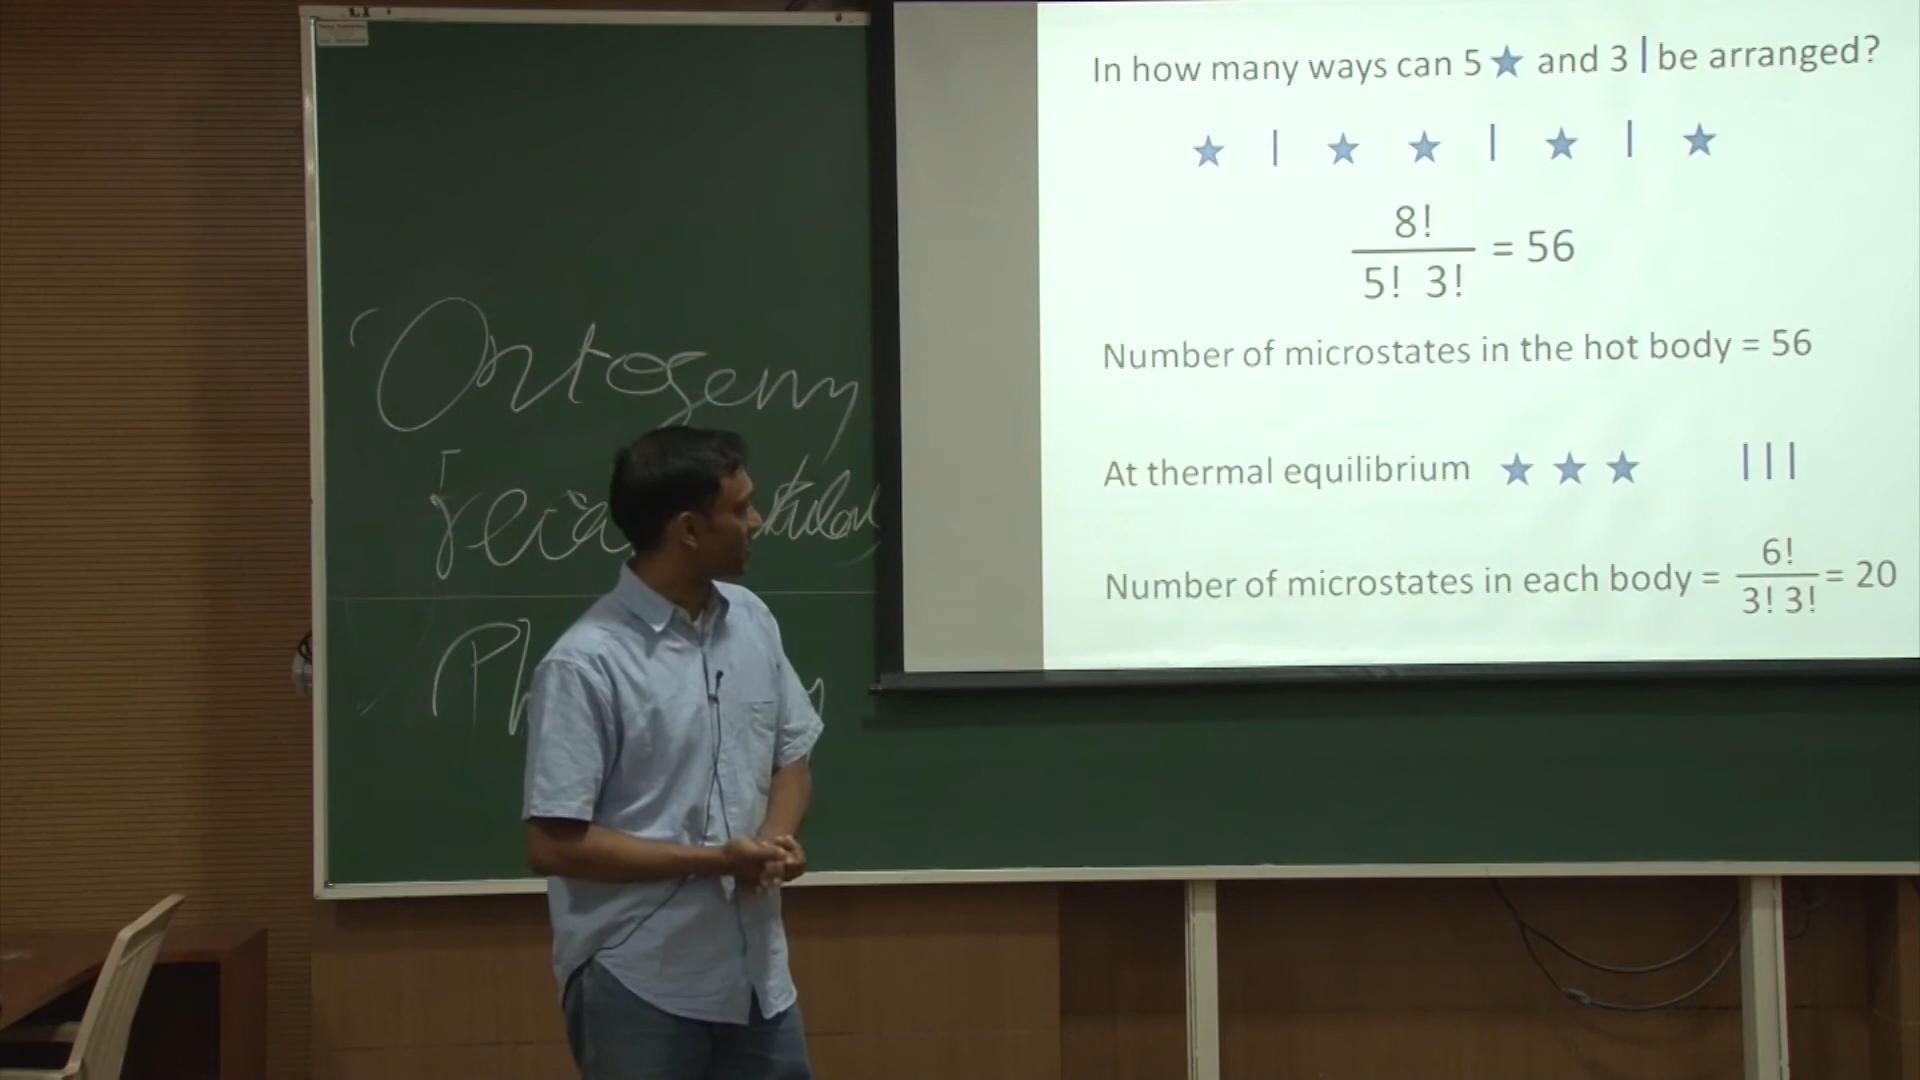 Ontogeny
In how many ways can 5 ★ and 3 | be arranged?
★ | ★ ★ | ★ | ★
8!
5! 3!
= 56
Number of microstates in the hot body = 56
At thermal equilibrium ★ ★ ★ | | |
Number of microstates in each body = 6! / 3! 3! = 20